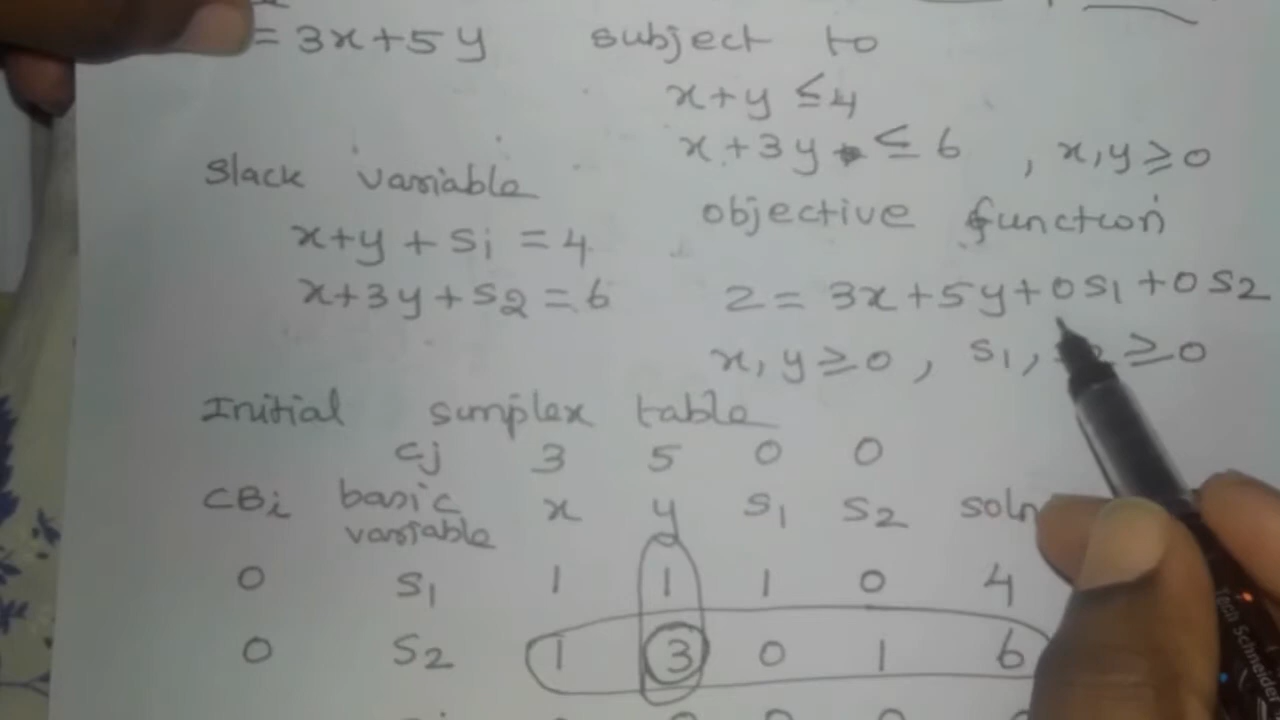 = 3x+5y subject to
x+y ≤4
x+3y ≤ 6 , x,y ≥0
Slack variable
objective function
x+y+S1 = 4
x+3y+S2 = 6
Z = 3x+5y+0S1+0S2
x, y ≥0 , S1, ≥0
Initial simplex table
Cj 3 5 0 0
CBi basic variable x y S1 S2 soln
0 S1 1 1 1 0 4
0 S2 1 3 0 1 6
Tech Schneider